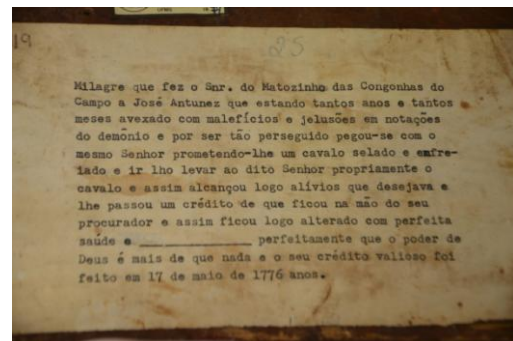 19
25
Milagre que fez o Snr. do Matozinho das Congonhas do
Campo a José Antunez que estando tantos anos e tantos
meses avexado com malefícios e jelusões em notações
do demônio e por ser tão perseguido pegou-se com o
mesmo Senhor prometendo-lhe um cavalo selado e enfre-
iado e ir lho levar ao dito Senhor propriamente o
cavalo e assim alcançou logo alívios que desejava e
lhe passou um crédito de que ficou na mão do seu
procurador e assim ficou logo alterado com perfeita
saúde e ______________ perfeitamente que o poder de
Deus é mais de que nada e o seu crédito valioso foi
feito em 17 de maio de 1776 anos.